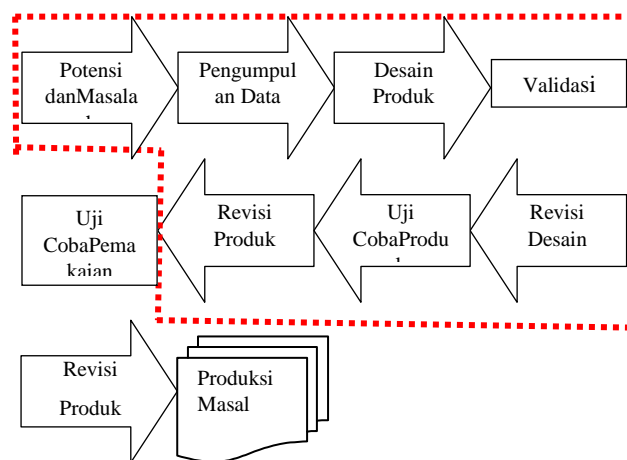 Potensi
danMasala
Pengumpul
an Data
Desain
Produk
Validasi
Uji
CobaPema
kaian
Revisi
Produk
Uji
CobaProdu
Revisi
Desain
Revisi
Produk
Produksi
Masal